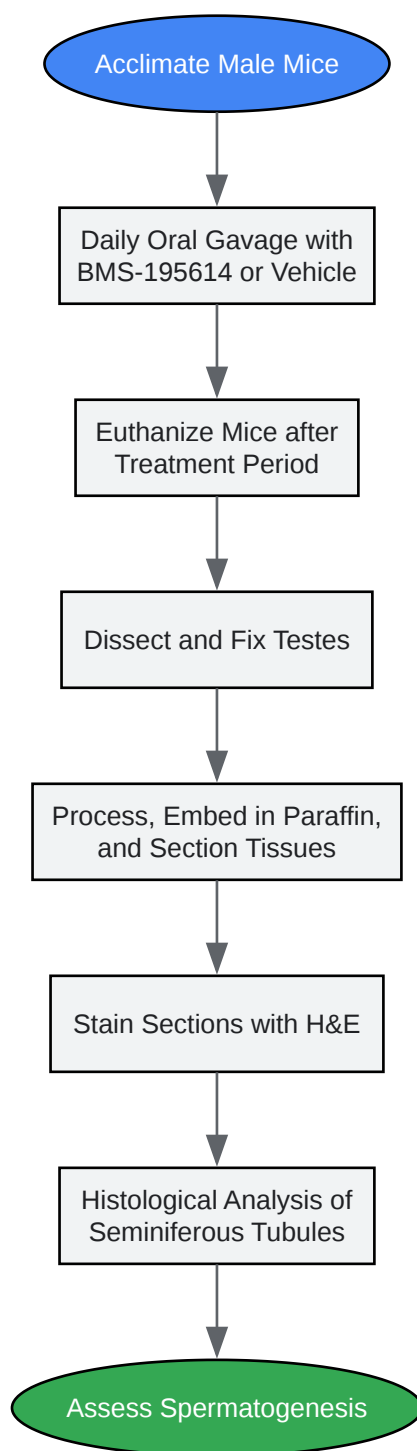 Acclimate Male Mice
Daily Oral Gavage with
BMS-195614 or Vehicle
Euthanize Mice after
Treatment Period
Dissect and Fix Testes
Process, Embed in Paraffin,
and Section Tissues
Stain Sections with H&E
Histological Analysis of
Seminiferous Tubules
Assess Spermatogenesis